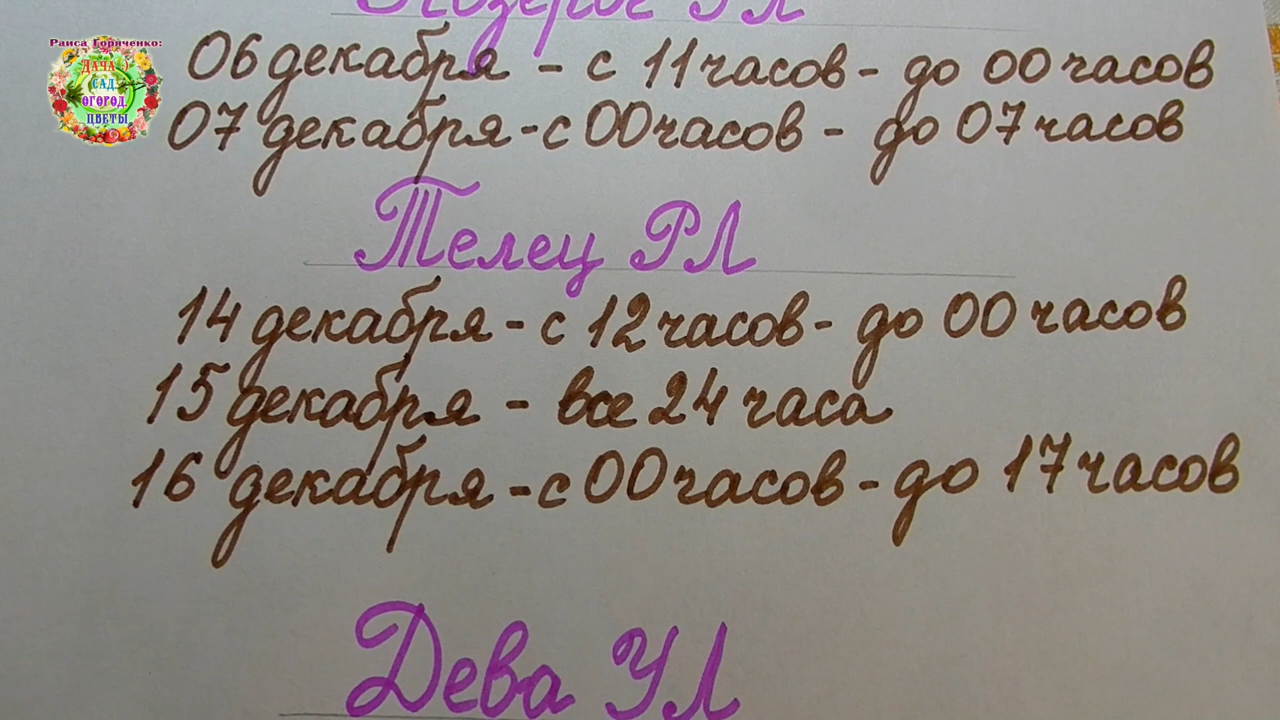 Козерог РЛ
Раиса Горяченко:
ДАЧА
САД,
ОГОРОД,
ЦВЕТЫ
06 декабря - с 11 часов - до 00 часов
07 декабря - с 00 часов - до 07 часов
Телец РЛ
14 декабря - с 12 часов - до 00 часов
15 декабря - все 24 часа
16 декабря - с 00 часов - до 17 часов
Дева УЛ